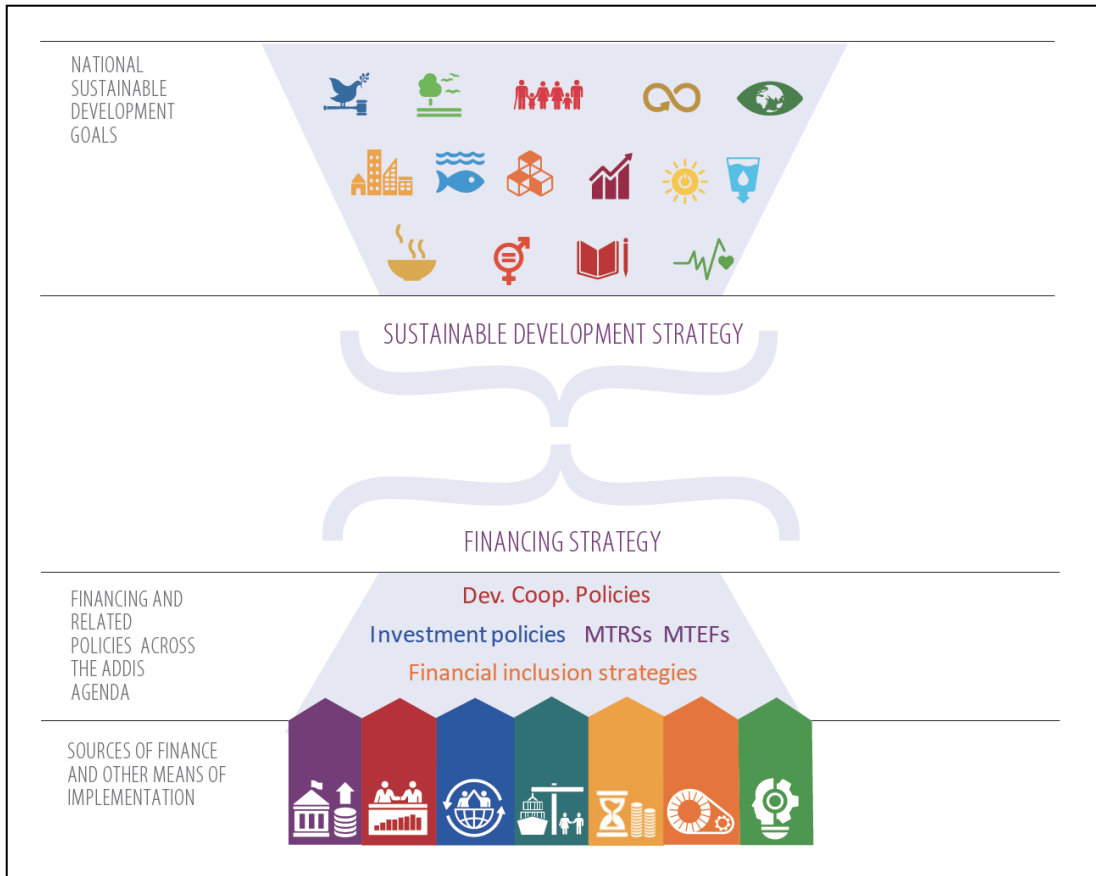 NATIONAL
SUSTAINABLE
DEVELOPMENT
GOALS
SUSTAINABLE DEVELOPMENT STRATEGY
FINANCING STRATEGY
FINANCING AND
RELATED
POLICIES ACROSS
THE ADDIS
AGENDA
Dev. Coop. Policies
Investment policies MTRSs MTEFs
Financial inclusion strategies
SOURCES OF FINANCE
AND OTHER MEANS OF
IMPLEMENTATION